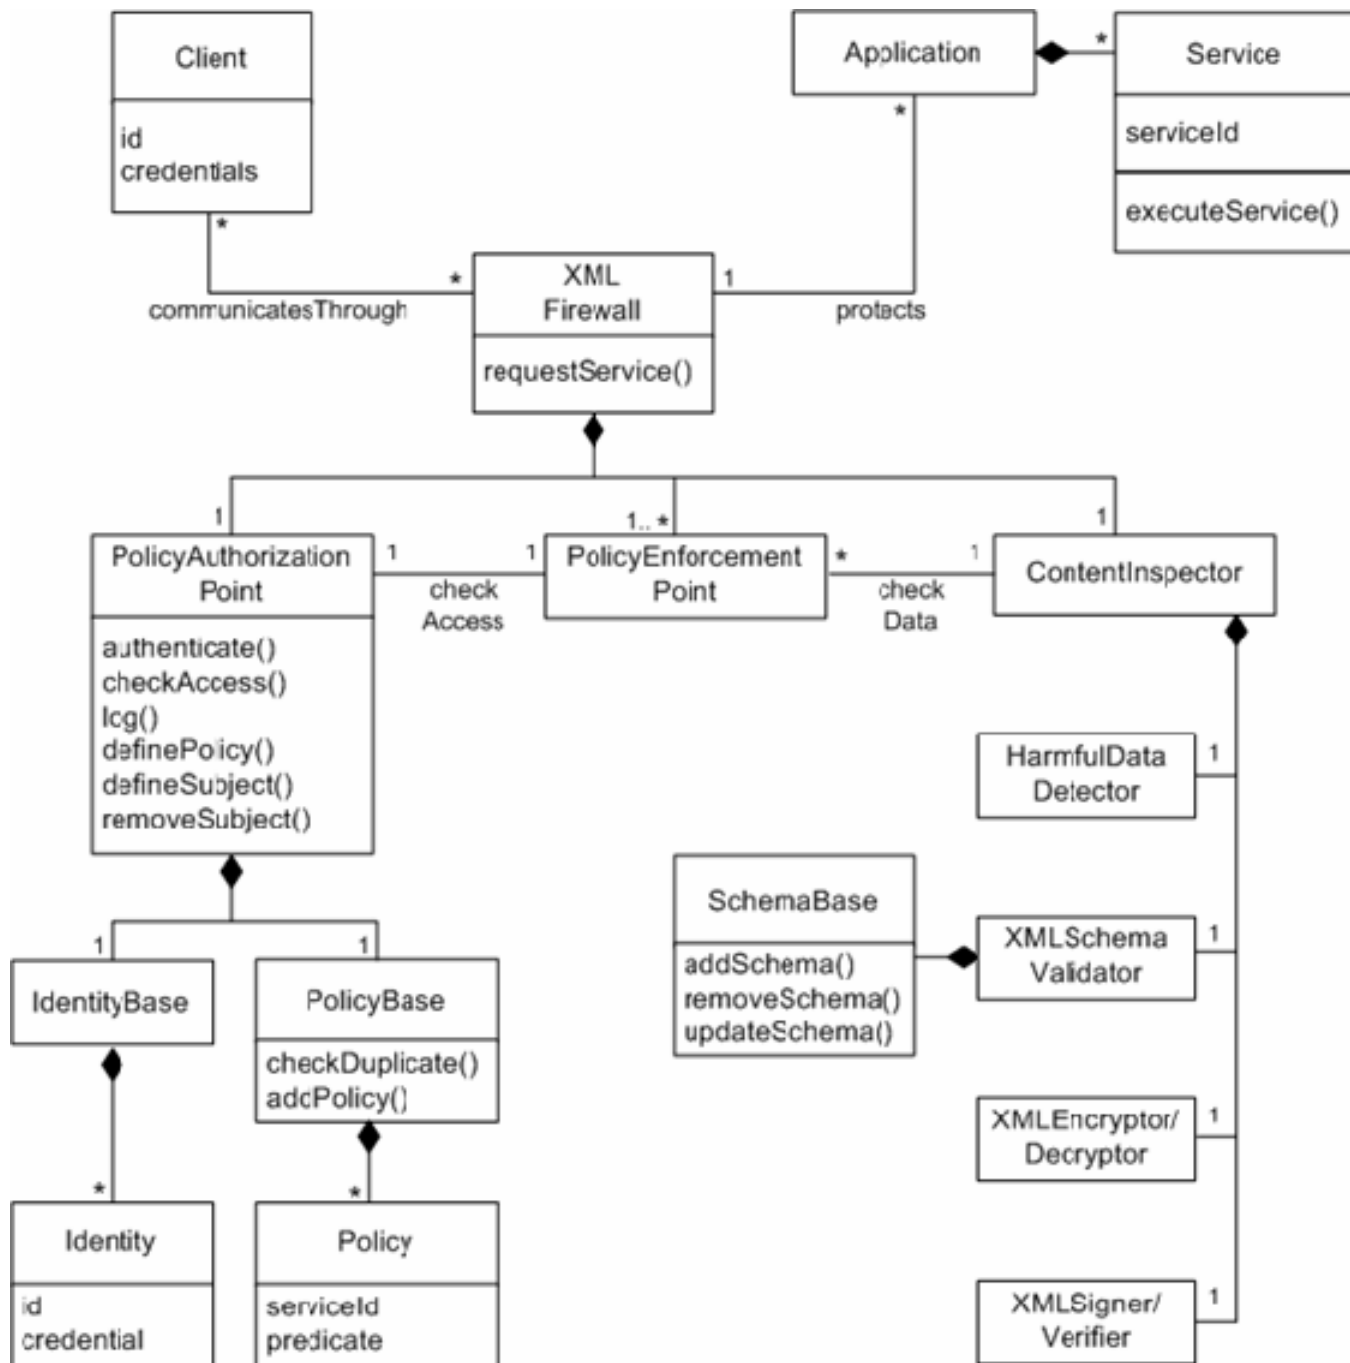 Client
id
credentials
*
Application
*
*
Service
serviceId
executeService()
*
communicatesThrough
XML
Firewall
requestService()
1
protects
1
1.. *
1
PolicyAuthorization
Point
authenticate()
checkAccess()
log()
definePolicy()
defineSubject()
removeSubject()
1
1
check
Access
PolicyEnforcement
Point
*
1
check
Data
ContentInspector
HarmfulData
Detector
1
SchemaBase
addSchema()
removeSchema()
updateSchema()
XMLSchema
Validator
1
1
1
IdentityBase
PolicyBase
checkDuplicate()
addPolicy()
XMLEncryptor/
Decryptor
1
*
*
Identity
id
credential
Policy
serviceId
predicate
XMLSigner/
Verifier
1